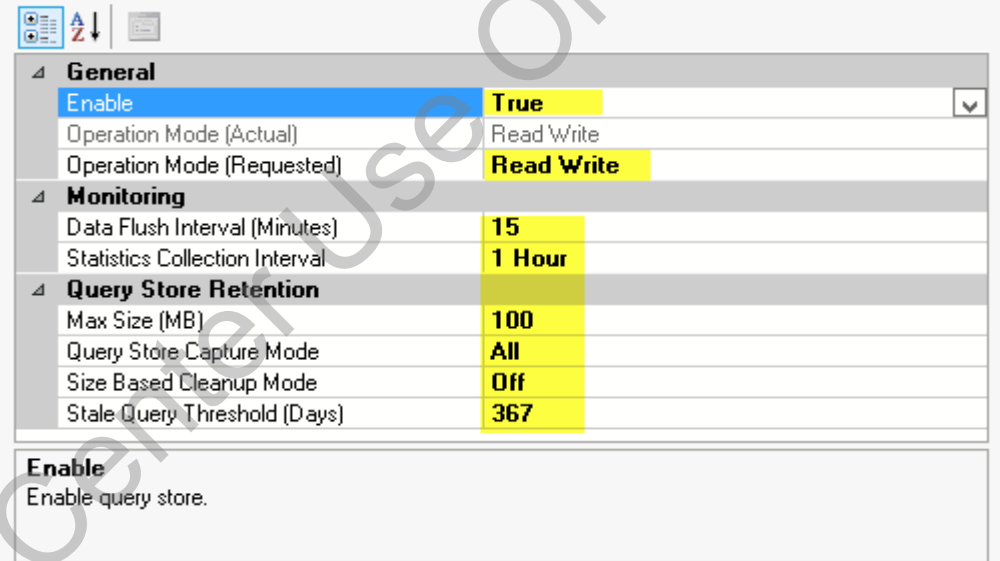 General
Enable True
Operation Mode (Actual) Read Write
Operation Mode (Requested) Read Write
Monitoring
Data Flush Interval (Minutes) 15
Statistics Collection Interval 1 Hour
Query Store Retention
Max Size (MB) 100
Query Store Capture Mode All
Size Based Cleanup Mode Off
Stale Query Threshold (Days) 367
Enable
Enable query store.
Center Use O